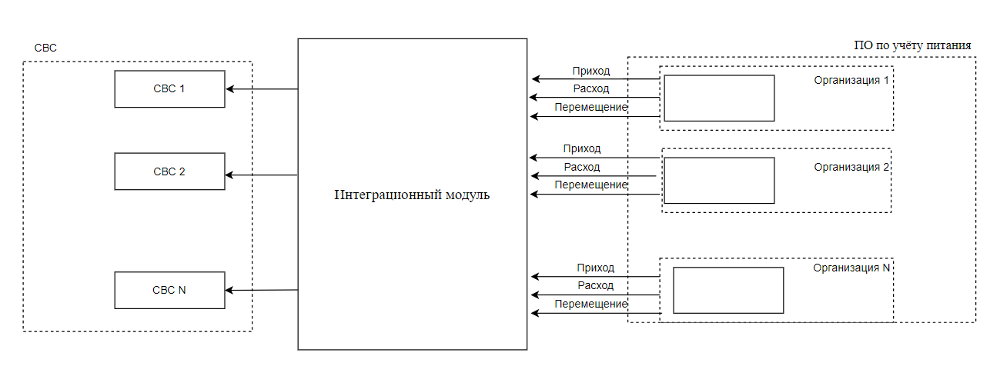 СВС
СВС 1
СВС 2
СВС N
Интеграционный модуль
ПО по учёту питания
Приход
Расход
Перемещение
Организация 1
Приход
Расход
Перемещение
Организация 2
Приход
Расход
Перемещение
Организация N